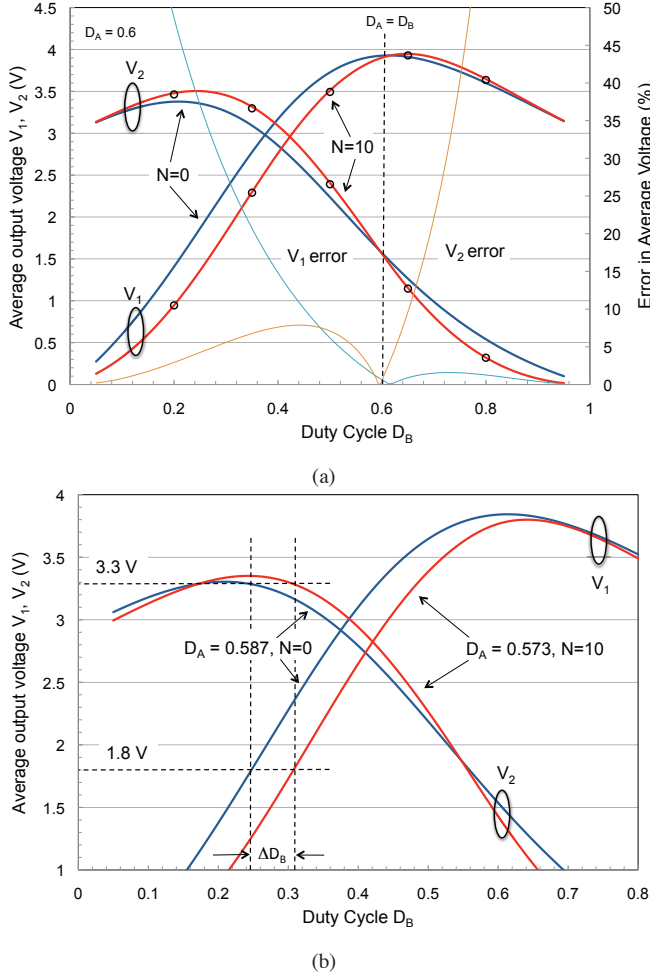 D_A = 0.6
D_A = D_B
V_2
N=0
N=10
V_1 error
V_2 error
V_1
4.5
4
3.5
3
2.5
2
1.5
1
0.5
0
50
45
40
35
30
25
20
15
10
5
0
0
0.2
0.4
0.6
0.8
1
Average output voltage V_1, V_2 (V)
Error in Average Voltage (%)
Duty Cycle D_B
(a)
4
3.5
3
2.5
2
1.5
1
3.3 V
D_A = 0.587, N=0
D_A = 0.573, N=10
V_1
1.8 V
V_2
ΔD_B
0
0.1
0.2
0.3
0.4
0.5
0.6
0.7
0.8
Average output voltage V_1, V_2 (V)
Duty Cycle D_B
(b)